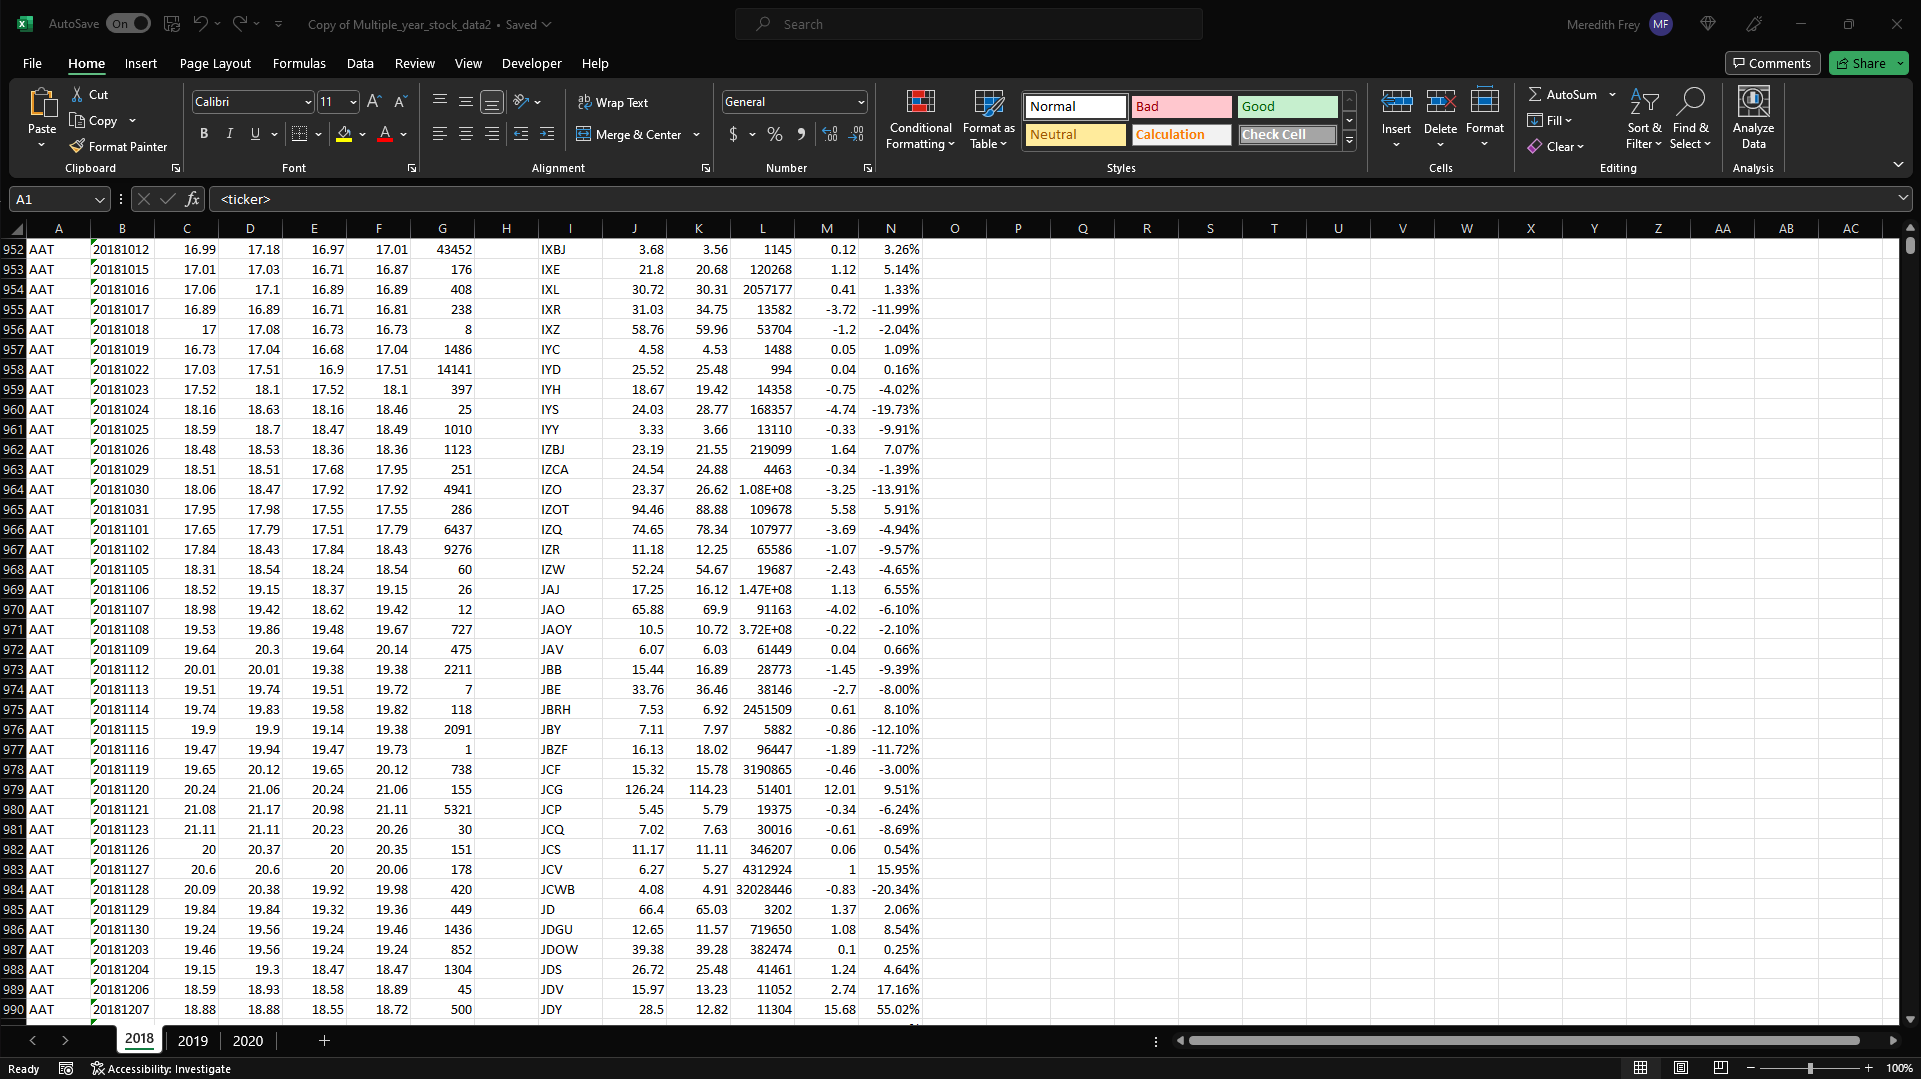 AutoSave On Copy of Multiple_year_stock_data2 • Saved Search Meredith Frey MF
File Home Insert Page Layout Formulas Data Review View Developer Help Comments Share
Paste Cut Copy Format Painter Clipboard
Calibri 11 B I U A Font
ab Wrap Text Merge & Center Alignment
General $ % 9 Number
Conditional Formatting Format as Table Normal Bad Good Neutral Calculation Check Cell Styles
Insert Delete Format Cells
AutoSum Fill Clear Sort & Filter Find & Select Editing
Analyze Data Analysis
A1 fx <ticker>
A B C D E F G H I J K L M N O P Q R S T U V W X Y Z AA AB AC
952 AAT 20181012 16.99 17.18 16.97 17.01 43452 IXBJ 3.68 3.56 1145 0.12 3.26%
953 AAT 20181015 17.01 17.03 16.71 16.87 176 IXE 21.8 20.68 120268 1.12 5.14%
954 AAT 20181016 17.06 17.1 16.89 16.89 408 IXL 30.72 30.31 2057177 0.41 1.33%
955 AAT 20181017 16.89 16.89 16.71 16.81 238 IXR 31.03 34.75 13582 -3.72 -11.99%
956 AAT 20181018 17 17.08 16.73 16.73 8 IXZ 58.76 59.96 53704 -1.2 -2.04%
957 AAT 20181019 16.73 17.04 16.68 17.04 1486 IYC 4.58 4.53 1488 0.05 1.09%
958 AAT 20181022 17.03 17.51 16.9 17.51 14141 IYD 25.52 25.48 994 0.04 0.16%
959 AAT 20181023 17.52 18.1 17.52 18.1 397 IYH 18.67 19.42 14358 -0.75 -4.02%
960 AAT 20181024 18.16 18.63 18.16 18.46 25 IYS 24.03 28.77 168357 -4.74 -19.73%
961 AAT 20181025 18.59 18.7 18.47 18.49 1010 IYY 3.33 3.66 13110 -0.33 -9.91%
962 AAT 20181026 18.48 18.53 18.36 18.36 1123 IZBJ 23.19 21.55 219099 1.64 7.07%
963 AAT 20181029 18.51 18.51 17.68 17.95 251 IZCA 24.54 24.88 4463 -0.34 -1.39%
964 AAT 20181030 18.06 18.47 17.92 17.92 4941 IZO 23.37 26.62 1.08E+08 -3.25 -13.91%
965 AAT 20181031 17.95 17.98 17.55 17.55 286 IZOT 94.46 88.88 109678 5.58 5.91%
966 AAT 20181101 17.65 17.79 17.51 17.79 6437 IZQ 74.65 78.34 107977 -3.69 -4.94%
967 AAT 20181102 17.84 18.43 17.84 18.43 9276 IZR 11.18 12.25 65586 -1.07 -9.57%
968 AAT 20181105 18.31 18.54 18.24 18.54 60 IZW 52.24 54.67 19687 -2.43 -4.65%
969 AAT 20181106 18.52 19.15 18.37 19.15 26 JAJ 17.25 16.12 1.47E+08 1.13 6.55%
970 AAT 20181107 18.98 19.42 18.62 19.42 12 JAO 65.88 69.9 91163 -4.02 -6.10%
971 AAT 20181108 19.53 19.86 19.48 19.67 727 JAOY 10.5 10.72 3.72E+08 -0.22 -2.10%
972 AAT 20181109 19.64 20.3 19.64 20.14 475 JAV 6.07 6.03 61449 0.04 0.66%
973 AAT 20181112 20.01 20.01 19.38 19.38 2211 JBB 15.44 16.89 28773 -1.45 -9.39%
974 AAT 20181113 19.51 19.74 19.51 19.72 7 JBE 33.76 36.46 38146 -2.7 -8.00%
975 AAT 20181114 19.74 19.83 19.58 19.82 118 JBRH 7.53 6.92 2451509 0.61 8.10%
976 AAT 20181115 19.9 19.9 19.14 19.38 2091 JBY 7.11 7.97 5882 -0.86 -12.10%
977 AAT 20181116 19.47 19.94 19.47 19.73 1 JBZF 16.13 18.02 96447 -1.89 -11.72%
978 AAT 20181119 19.65 20.12 19.65 20.12 738 JCF 15.32 15.78 3190865 -0.46 -3.00%
979 AAT 20181120 20.24 21.06 20.24 21.06 155 JCG 126.24 114.23 51401 12.01 9.51%
980 AAT 20181121 21.08 21.17 20.98 21.11 5321 JCP 5.45 5.79 19375 -0.34 -6.24%
981 AAT 20181123 21.11 21.11 20.23 20.26 30 JCQ 7.02 7.63 30016 -0.61 -8.69%
982 AAT 20181126 20 20.37 20 20.35 151 JCS 11.17 11.11 346207 0.06 0.54%
983 AAT 20181127 20.6 20.6 20 20.06 178 JCV 6.27 5.27 4312924 1 15.95%
984 AAT 20181128 20.09 20.38 19.92 19.98 420 JCWB 4.08 4.91 32028446 -0.83 -20.34%
985 AAT 20181129 19.84 19.84 19.32 19.36 449 JD 66.4 65.03 3202 1.37 2.06%
986 AAT 20181130 19.24 19.56 19.24 19.46 1436 JDGU 12.65 11.57 719650 1.08 8.54%
987 AAT 20181203 19.46 19.56 19.24 19.24 852 JDOW 39.38 39.28 382474 0.1 0.25%
988 AAT 20181204 19.15 19.3 18.47 18.47 1304 JDS 26.72 25.48 41461 1.24 4.64%
989 AAT 20181206 18.59 18.93 18.58 18.89 45 JDV 15.97 13.23 11052 2.74 17.16%
990 AAT 20181207 18.88 18.88 18.55 18.72 500 JDY 28.5 12.82 11304 15.68 55.02%
2018 2019 2020 +
Ready Accessibility: Investigate 100%